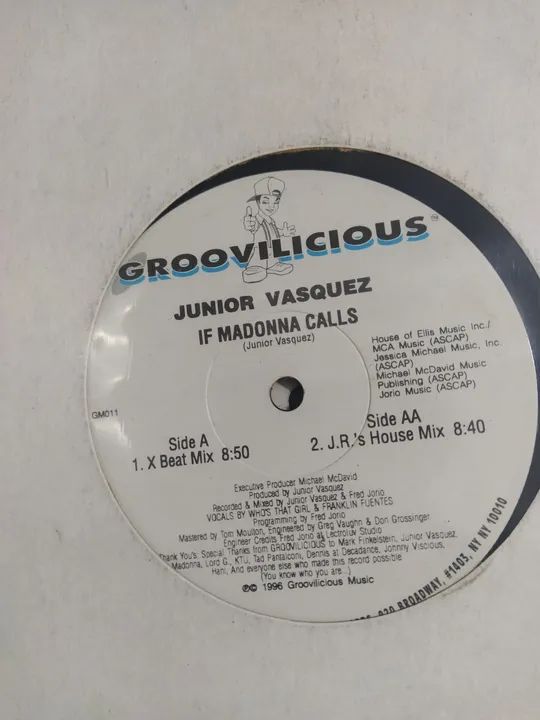 GROOVILICIOUS™
JUNIOR VASQUEZ
IF MADONNA CALLS
(Junior Vasquez)
House of Ellis Music Inc./
MCA Music (ASCAP)
Jessica Michael Music, Inc.
(ASCAP)
Michael McDavid Music
Publishing (ASCAP)
Jorio Music (ASCAP)
GM011
Side A
1. X Beat Mix 8:50
Side AA
2. J.R.'s House Mix 8:40
Executive Producer Michael McDavid
Produced by Junior Vasquez
Recorded & Mixed by Junior Vasquez & Fred Jorio
VOCALS BY WHO'S THAT GIRL & FRANKLIN FUENTES
Programming by Fred Jorio
Mastered by Tom Moulton, Engineered by Greg Vaughn & Don Grossinger
Engineer Credits Fred Jorio at Lectroluv Studio
Thank You's: Special Thanks from GROOVILICIOUS to Mark Finkelstein, Junior Vasquez,
Madonna, Lord G., KTU, Tad Pantalconi, Dennis at Decadance, Johnny Viscious,
Hani, And everyone else who made this record possible
(You know who you are...)
℗© 1996 Groovilicious Music
BROADWAY, #1403, NY NY 10010